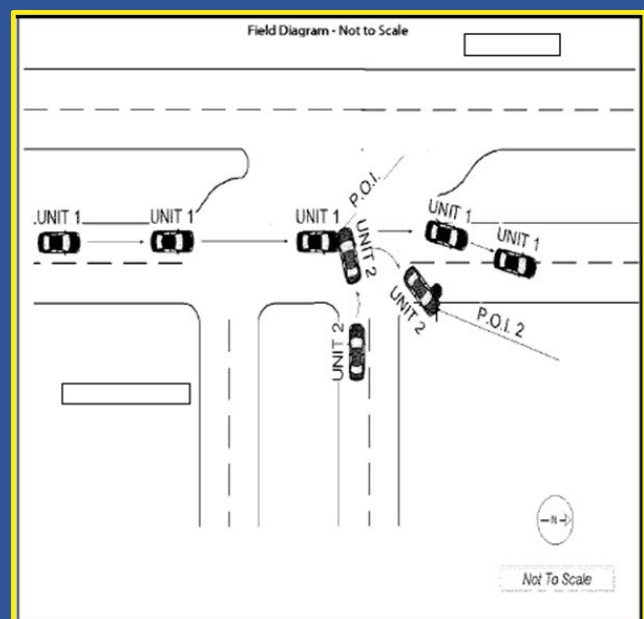 Field Diagram - Not to Scale
P.O.I.
UNIT 1
UNIT 1
UNIT 1
UNIT 1
UNIT 1
UNIT 2
UNIT 2
UNIT 2
P.O.I. 2
N
Not To Scale